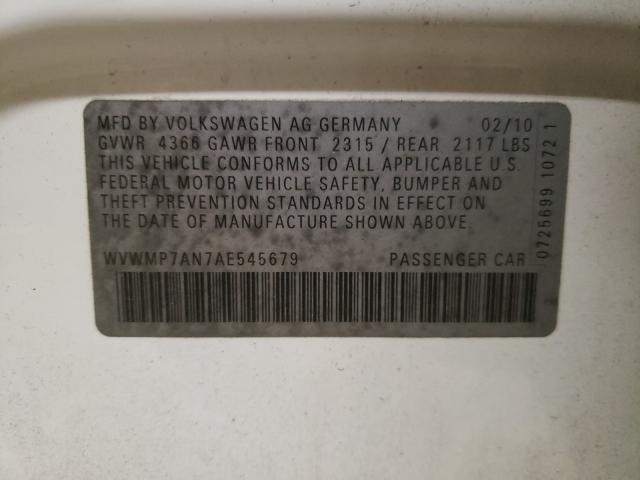 MFD BY VOLKSWAGEN AG GERMANY 02/10
GVWR 4366 GAWR FRONT 2315 / REAR 2117 LBS
THIS VEHICLE CONFORMS TO ALL APPLICABLE U.S.
FEDERAL MOTOR VEHICLE SAFETY, BUMPER AND
THEFT PREVENTION STANDARDS IN EFFECT ON
THE DATE OF MANUFACTURE SHOWN ABOVE.
WVWMP7AN7AE545679 PASSENGER CAR
0725699 1072 1